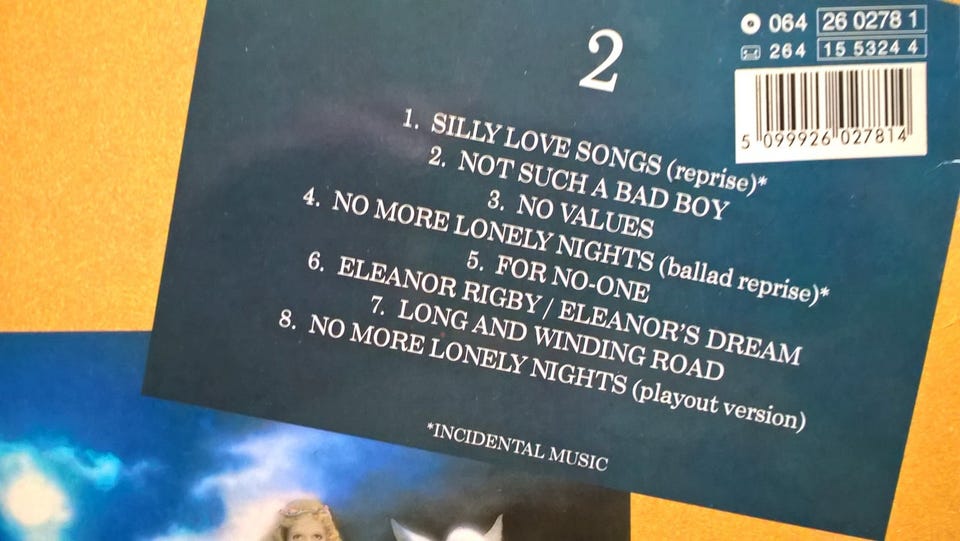 064 26 0278 1
264 15 5324 4
5 099926 027814
2
1. SILLY LOVE SONGS (reprise)*
2. NOT SUCH A BAD BOY
3. NO VALUES
4. NO MORE LONELY NIGHTS (ballad reprise)*
5. FOR NO-ONE
6. ELEANOR RIGBY / ELEANOR'S DREAM
7. LONG AND WINDING ROAD
8. NO MORE LONELY NIGHTS (playout version)
*INCIDENTAL MUSIC